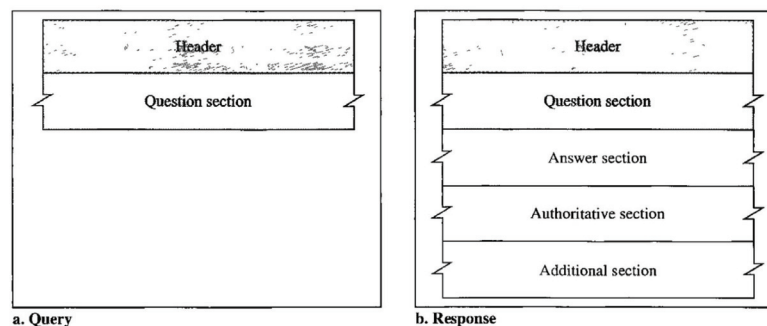 Header
Question section
a. Query
Header
Question section
Answer section
Authoritative section
Additional section
b. Response